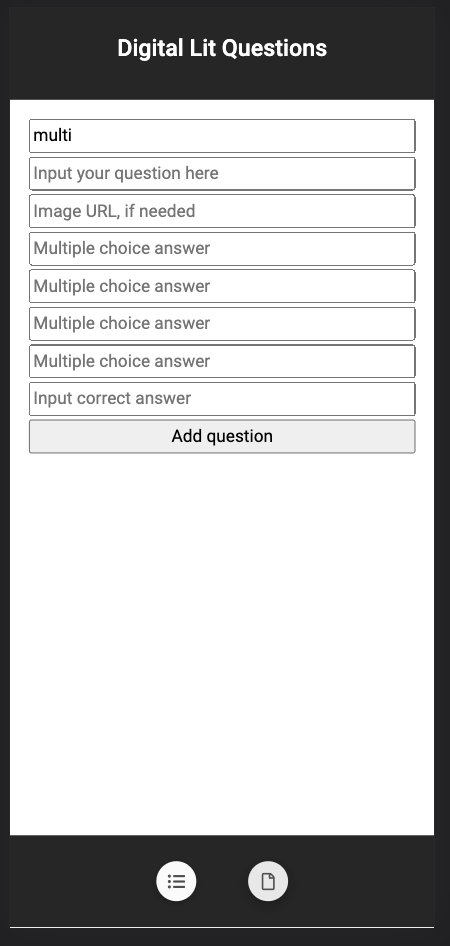 Digital Lit Questions
multi
Input your question here
Image URL, if needed
Multiple choice answer
Multiple choice answer
Multiple choice answer
Multiple choice answer
Input correct answer
Add question